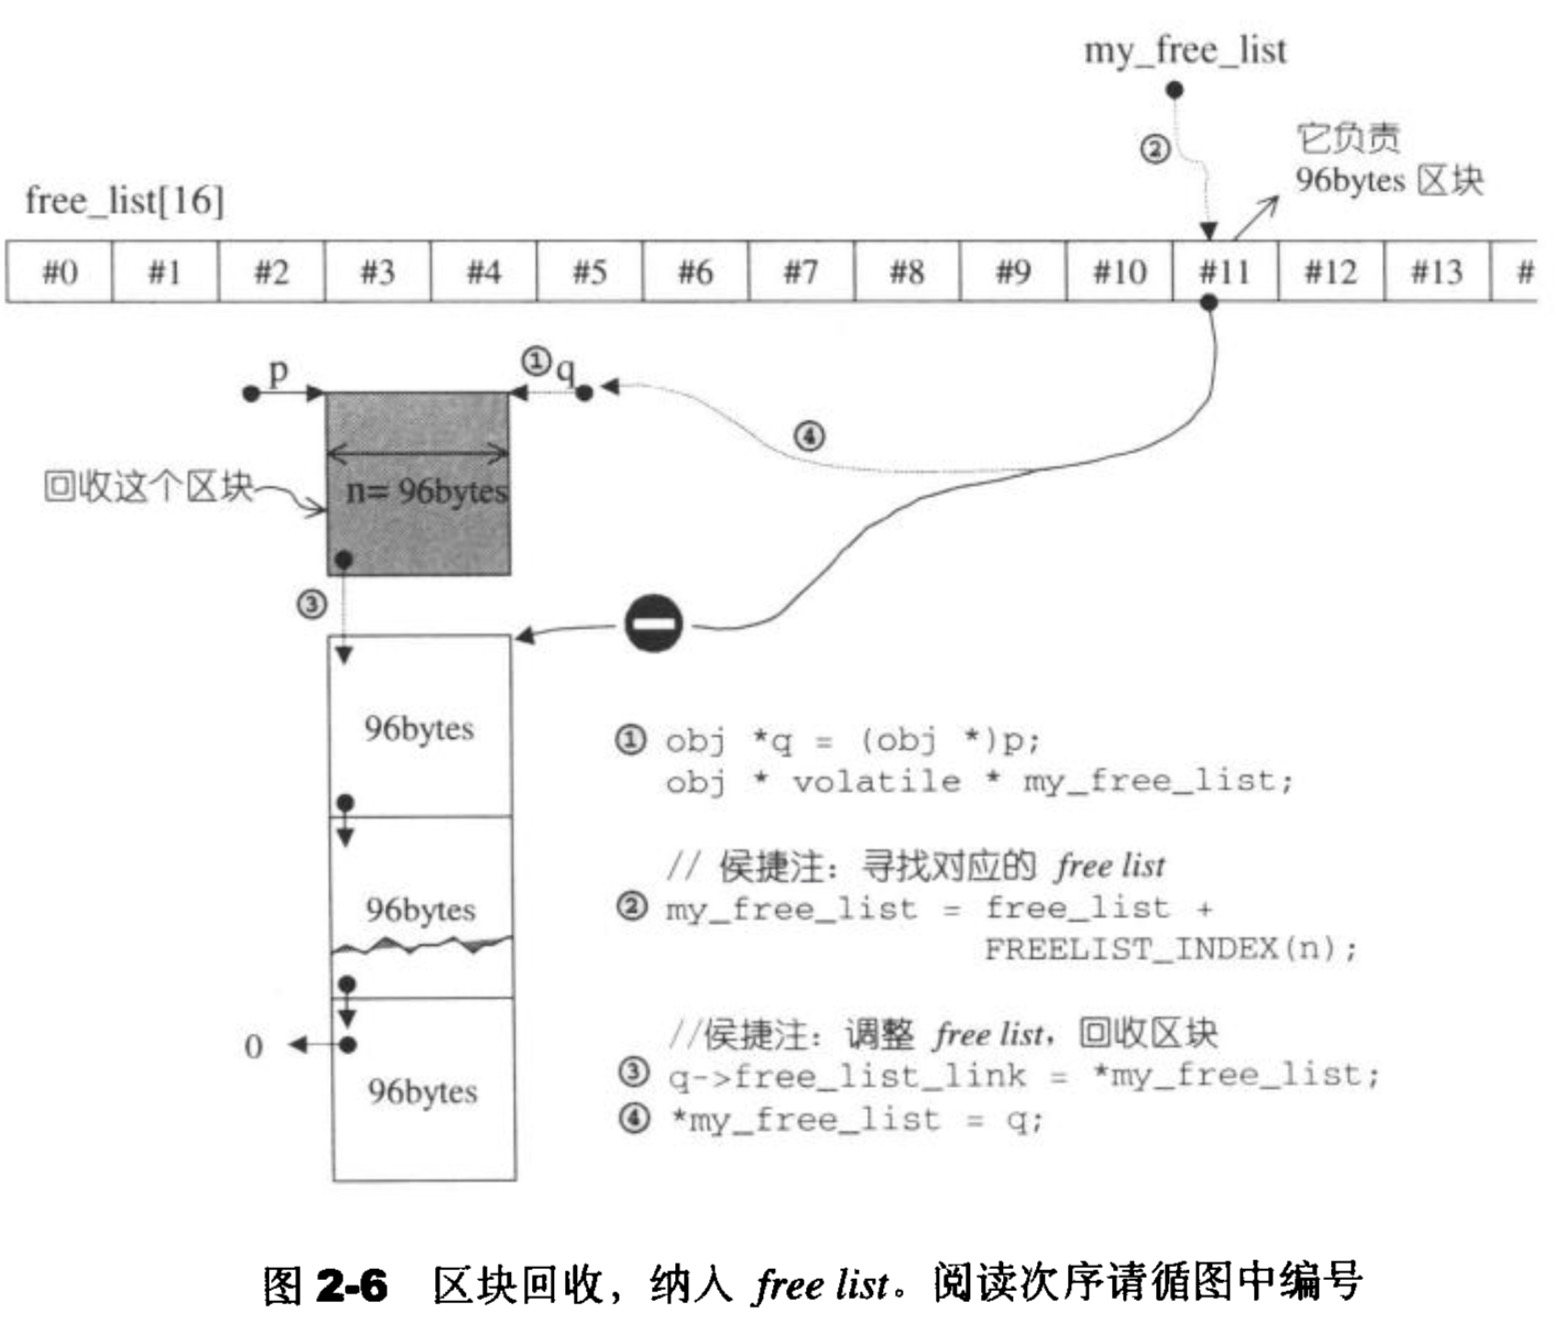 my_free_list
②
它负责
96bytes 区块
free_list[16]
#0 #1 #2 #3 #4 #5 #6 #7 #8 #9 #10 #11 #12 #13 #
p
① q
④
回收这个区块
n= 96bytes
③
96bytes
① obj *q = (obj *)p;
obj * volatile * my_free_list;
// 侯捷注：寻找对应的 free list
96bytes
② my_free_list = free_list +
FREELIST_INDEX(n);
//侯捷注：调整 free list，回收区块
0
③ q->free_list_link = *my_free_list;
96bytes
④ *my_free_list = q;
图 2-6 区块回收，纳入 free list。阅读次序请循图中编号